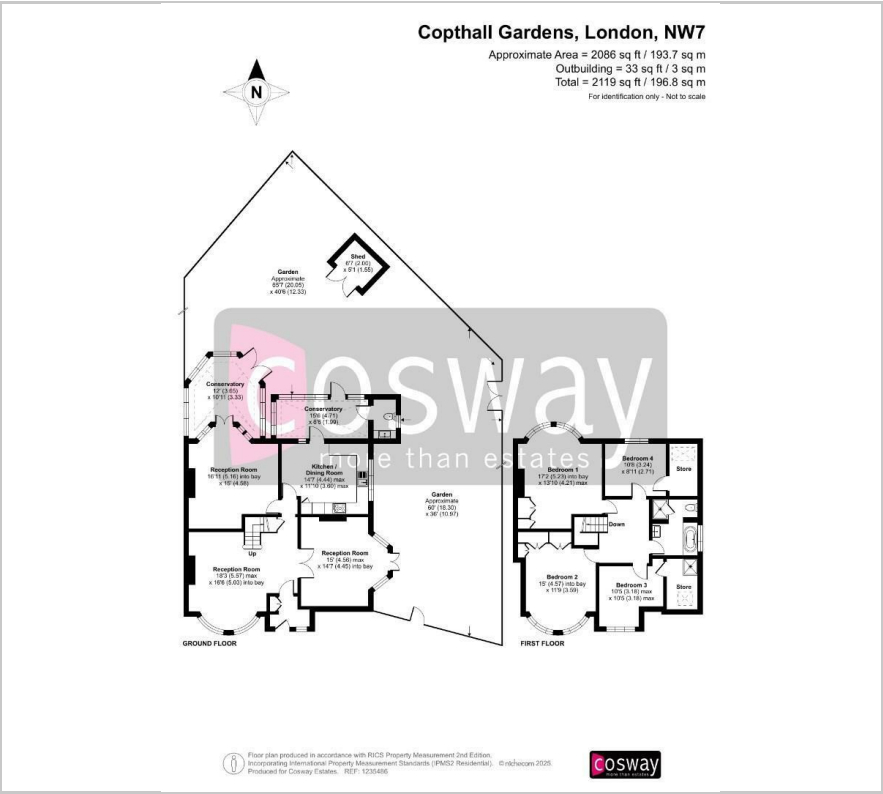 Copthall Gardens, London, NW7
Approximate Area = 2086 sq ft / 193.7 sq m
Outbuilding = 33 sq ft / 3 sq m
Total = 2119 sq ft / 196.8 sq m
For identification only - Not to scale
N
Shed
6'7 (2.00)
x 5'1 (1.55)
Garden
Approximate
65'7 (20.05)
x 40'6 (12.33)
cosway
more than estates
Conservatory
12' (3.65)
x 10'11 (3.33)
Conservatory
15'6 (4.71)
x 6'6 (1.99)
Reception Room
16'11 (5.16) into bay
x 15' (4.58)
Kitchen /
Dining Room
14'7 (4.44) max
x 11'10 (3.60) max
Garden
Approximate
60' (18.30)
x 36' (10.97)
Up
Reception Room
18'3 (5.57) max
x 16'6 (5.03) into bay
Reception Room
15' (4.56) max
x 14'7 (4.45) into bay
GROUND FLOOR
Bedroom 1
17'2 (5.23) into bay
x 13'10 (4.21) max
Bedroom 4
10'8 (3.24)
x 8'11 (2.71)
Store
Down
Bedroom 2
15' (4.57) into bay
x 11'9 (3.59)
Bedroom 3
10'5 (3.18) max
x 10'5 (3.18) max
Store
FIRST FLOOR
Floor plan produced in accordance with RICS Property Measurement 2nd Edition,
Incorporating International Property Measurement Standards (IPMS2 Residential). © nichecom 2025.
Produced for Cosway Estates. REF: 1235486
cosway
more than estates